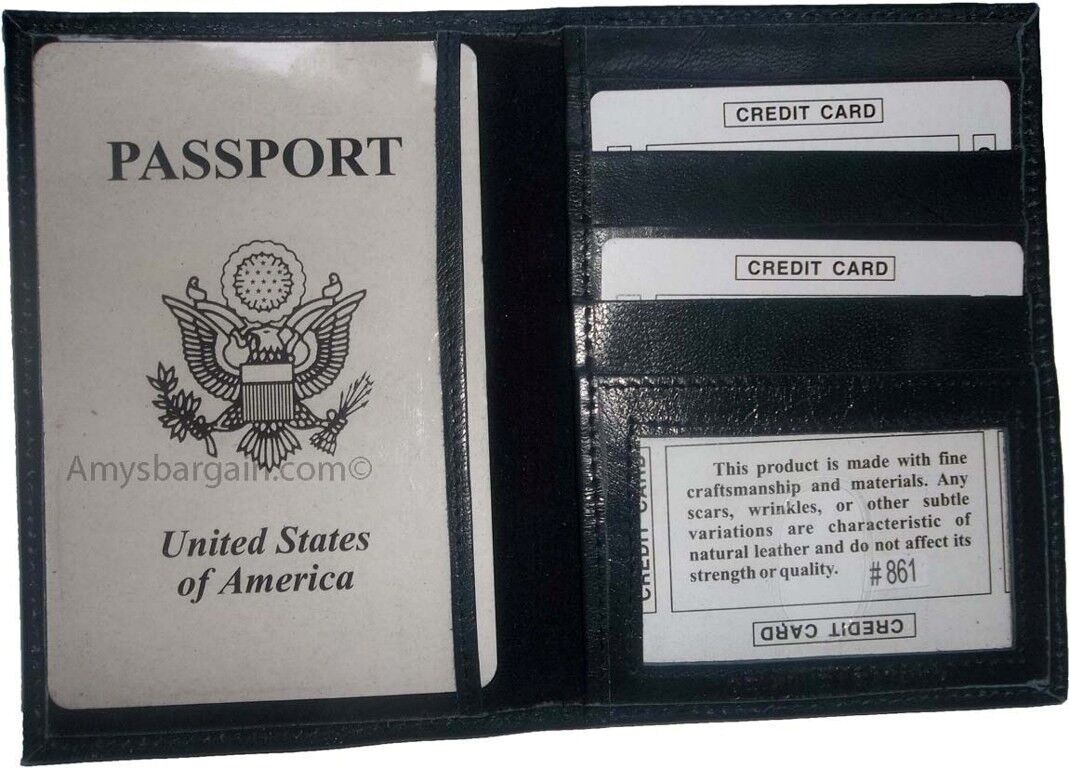 PASSPORT
Amysbargain.com©
United States
of America
CREDIT CARD
CREDIT CARD
This product is made with fine
craftsmanship and materials. Any
scars, wrinkles, or other subtle
variations are characteristic of
natural leather and do not affect its
strength or quality. #861
CREDIT CARD
CREDIT CARD